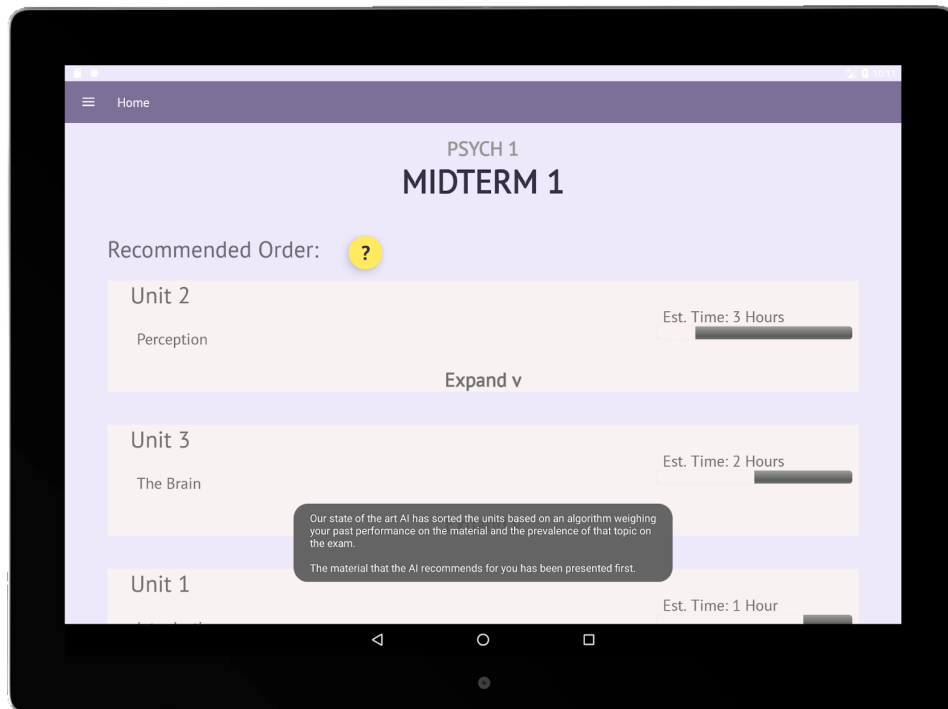 10:11
Home
PSYCH 1
MIDTERM 1
Recommended Order:
?
Unit 2
Est. Time: 3 Hours
Perception
Expand v
Unit 3
Est. Time: 2 Hours
The Brain
Our state of the art AI has sorted the units based on an algorithm weighing
your past performance on the material and the prevalence of that topic on
the exam.
The material that the AI recommends for you has been presented first.
Unit 1
Est. Time: 1 Hour